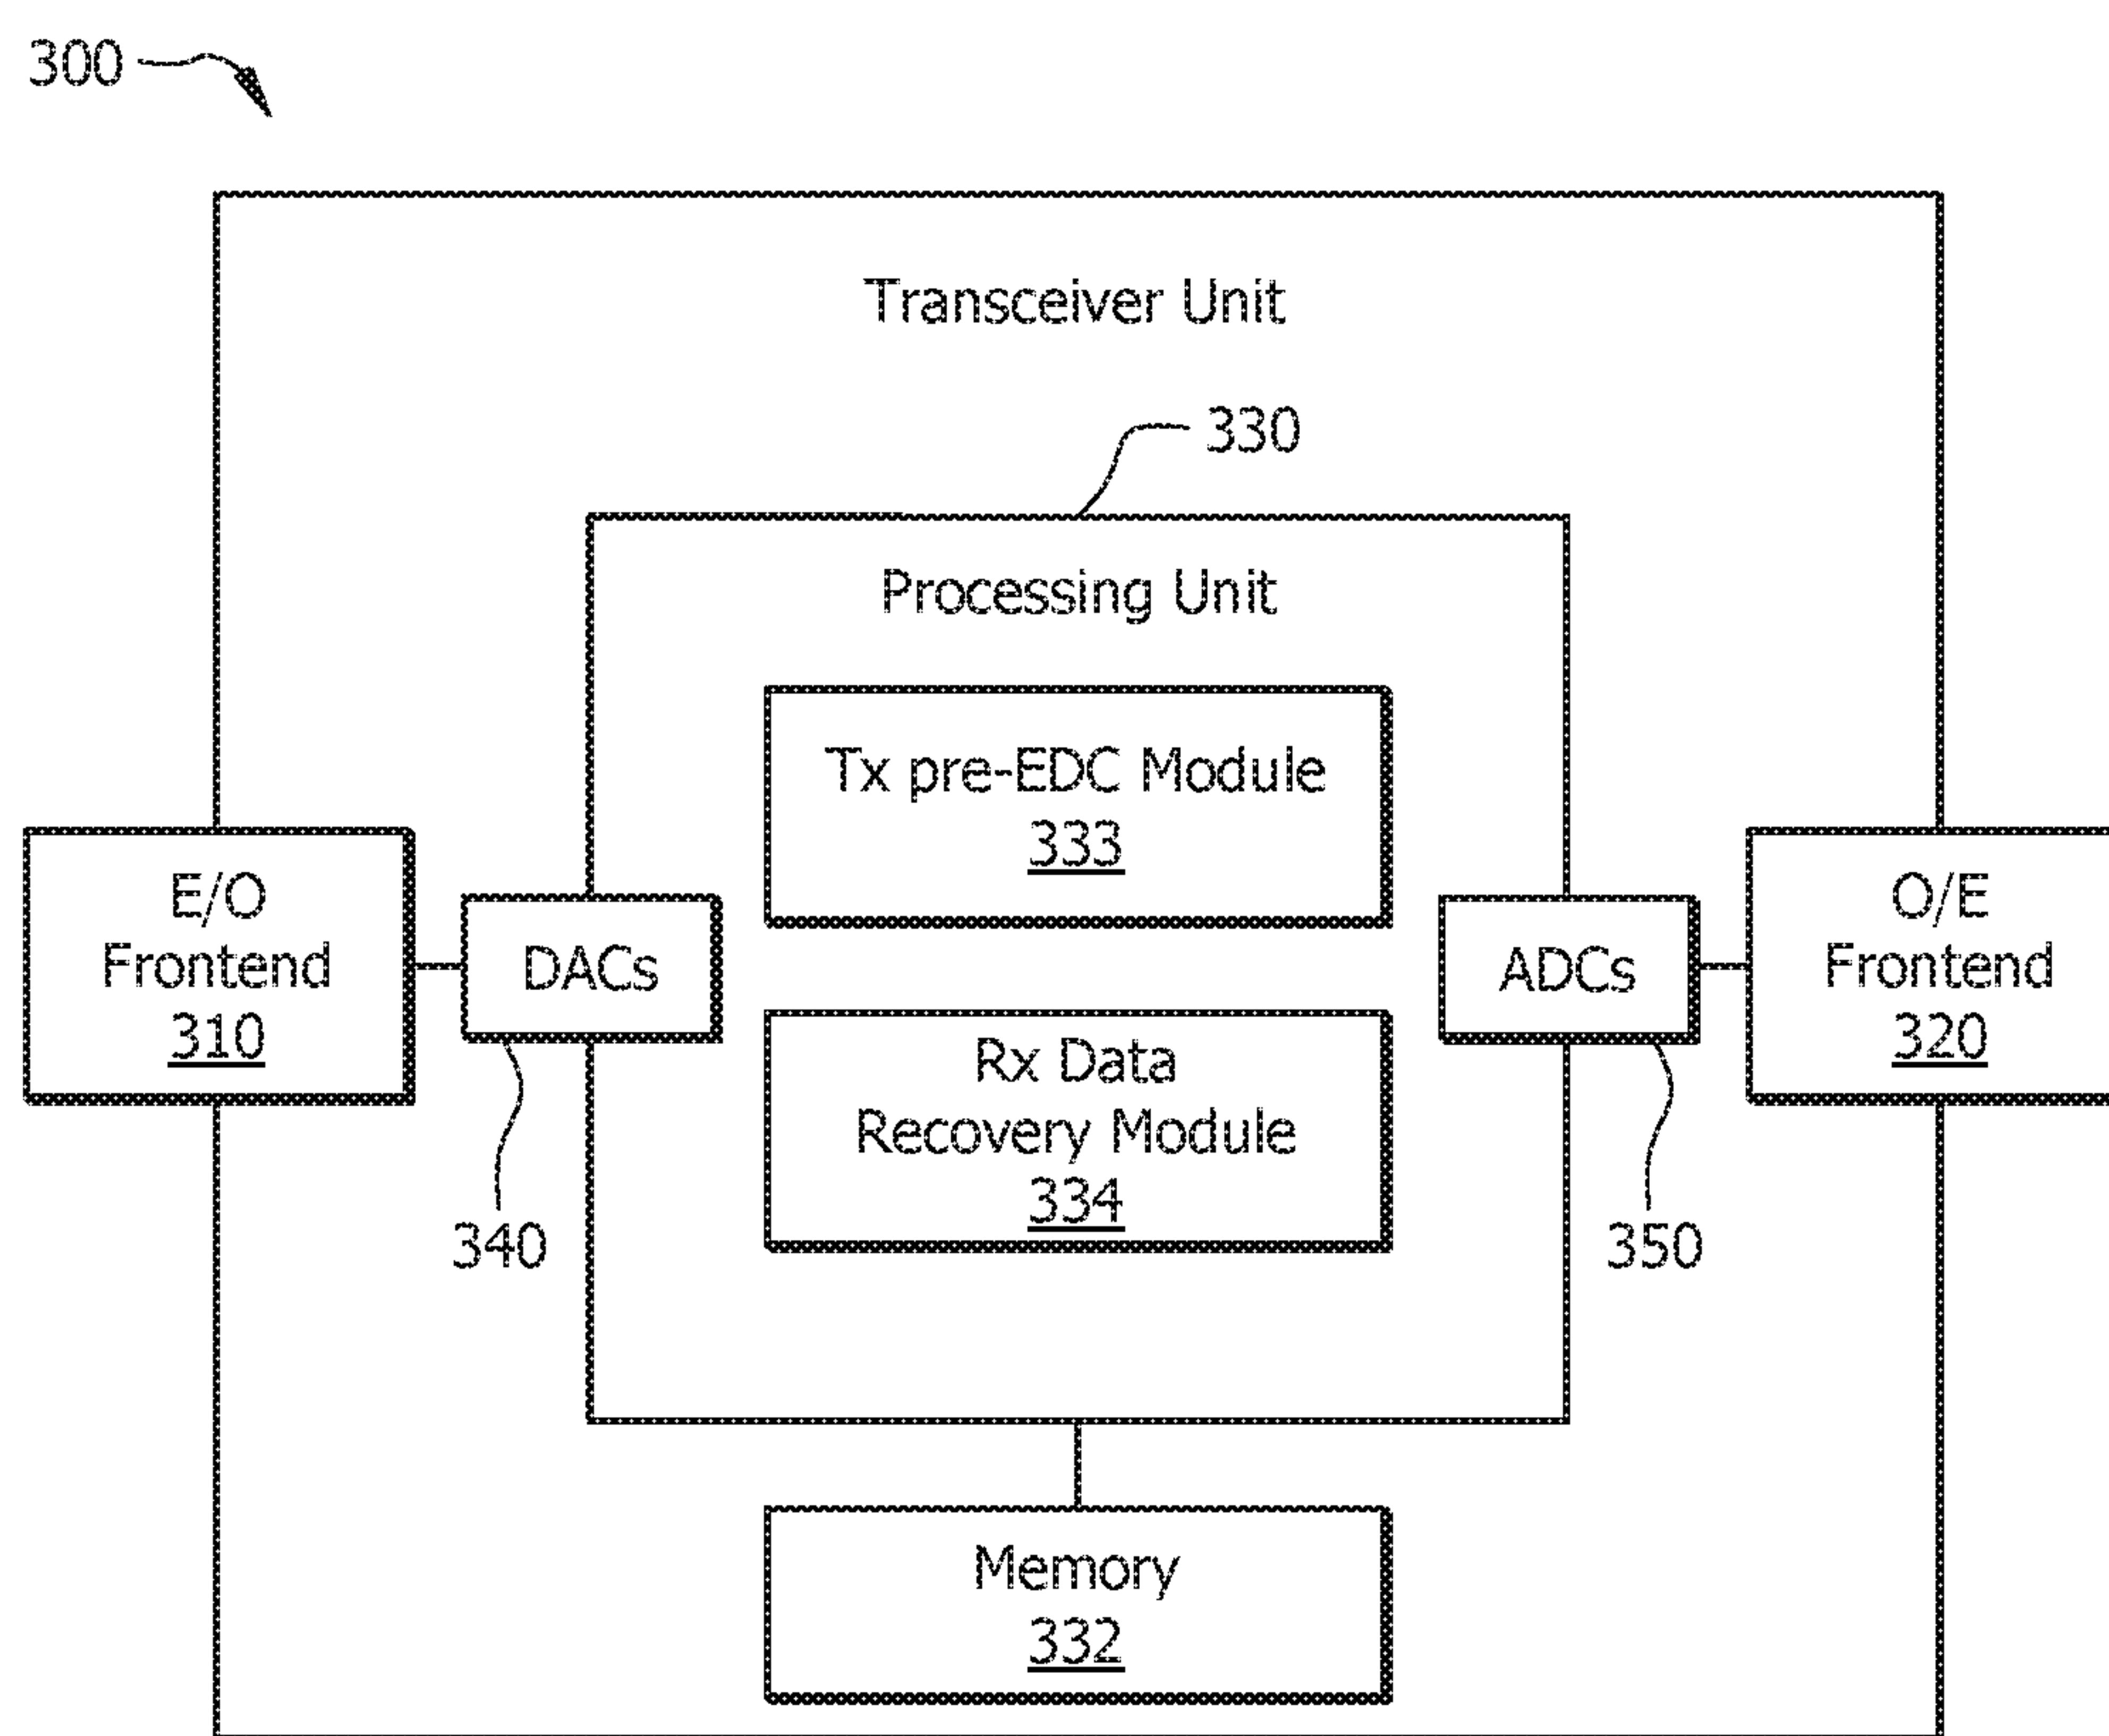 300
Transceiver Unit
330
Processing Unit
Tx pre-EDC Module
333
E/O
Frontend
310
DACs
ADCs
O/E
Frontend
320
Rx Data
Recovery Module
334
340
350
Memory
332